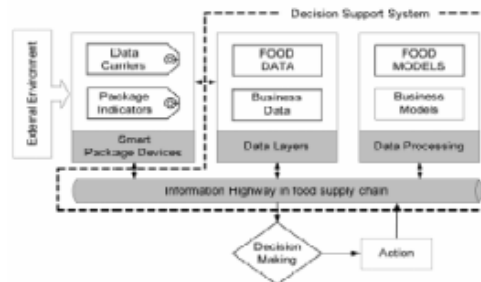 Decision Support System
External Environment
Data
Carriers
Package
Indicators
Smart
Package Devices
FOOD
DATA
Business
Data
Data Layers
FOOD
MODELS
Business
Models
Data Processing
Information Highway in food supply chain
Decision
Making
Action